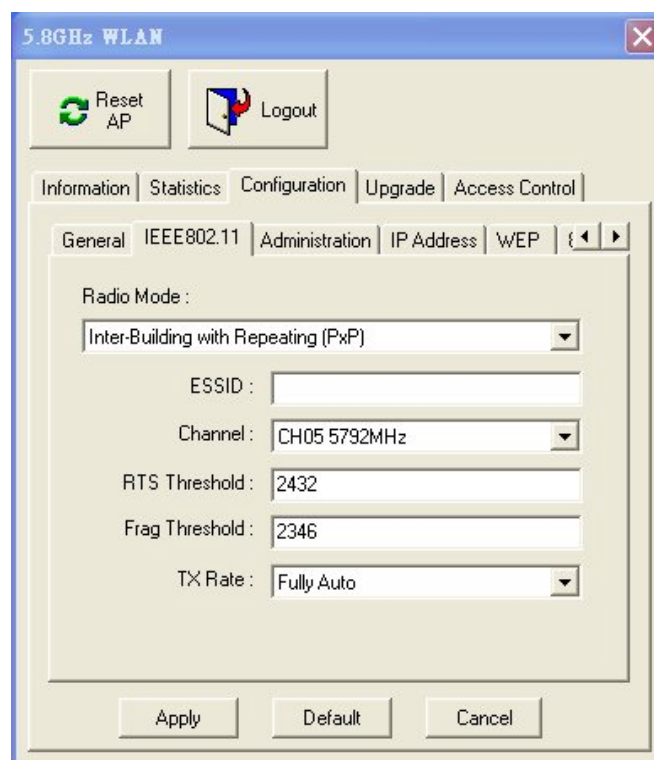 5.8GHz WLAN
Reset
AP
Logout
Information Statistics Configuration Upgrade Access Control
General IEEE802.11 Administration IP Address WEP
Radio Mode :
Inter-Building with Repeating (PxP)
ESSID :
Channel : CH05 5792MHz
RTS Threshold : 2432
Frag Threshold : 2346
TX Rate : Fully Auto
Apply Default Cancel